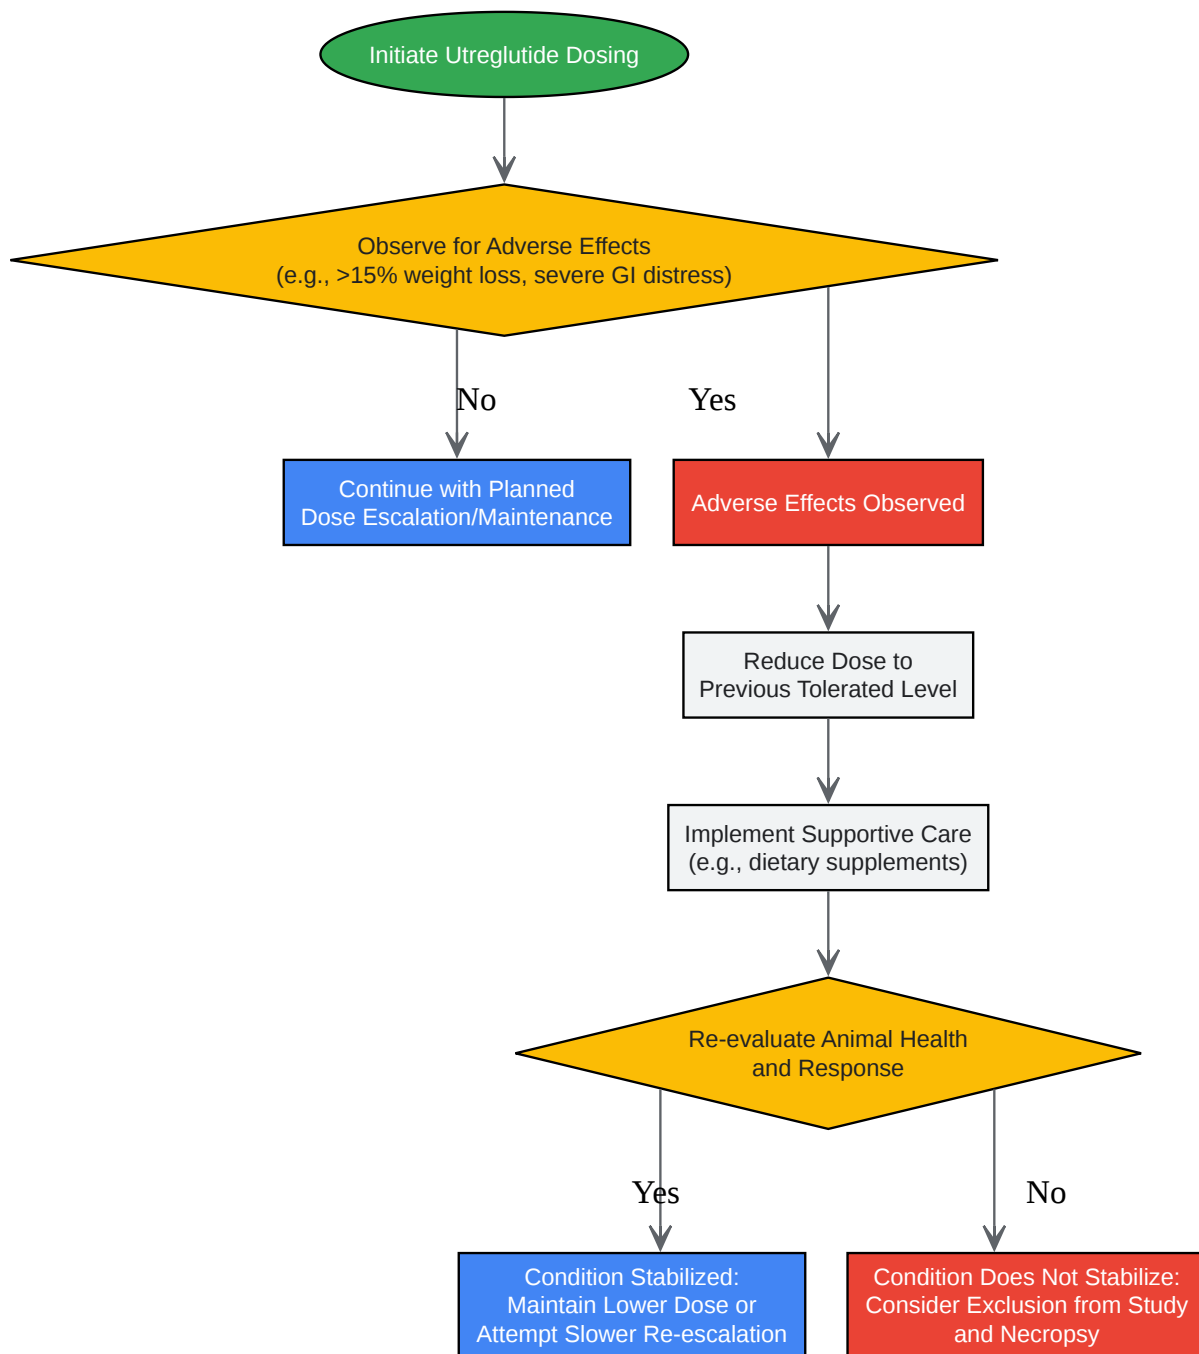 Initiate Utreglutide Dosing
Observe for Adverse Effects
(e.g., >15% weight loss, severe GI distress)
No
Yes
Continue with Planned
Dose Escalation/Maintenance
Adverse Effects Observed
Reduce Dose to
Previous Tolerated Level
Implement Supportive Care
(e.g., dietary supplements)
Re-evaluate Animal Health
and Response
Yes
No
Condition Stabilized:
Maintain Lower Dose or
Attempt Slower Re-escalation
Condition Does Not Stabilize:
Consider Exclusion from Study
and Necropsy